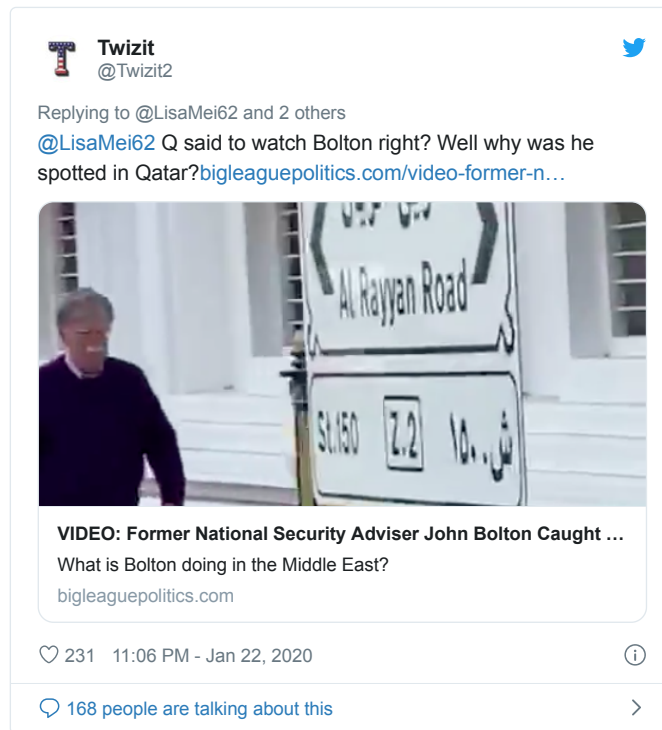 Twizit
@Twizit2
Replying to @LisaMei62 and 2 others
@LisaMei62 Q said to watch Bolton right? Well why was he
spotted in Qatar?bigleaguepolitics.com/video-former-n…
Al Rayyan Road
St.150 Z.2 ش.١٥٠
VIDEO: Former National Security Adviser John Bolton Caught ...
What is Bolton doing in the Middle East?
bigleaguepolitics.com
231 11:06 PM - Jan 22, 2020
168 people are talking about this